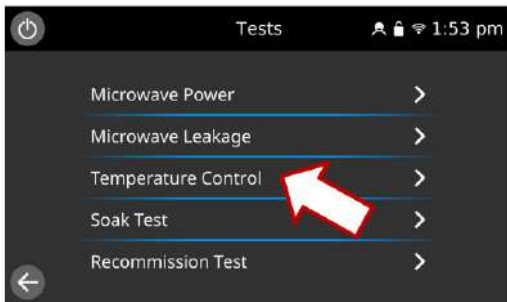 Tests 1:53 pm
Microwave Power
Microwave Leakage
Temperature Control
Soak Test
Recommission Test